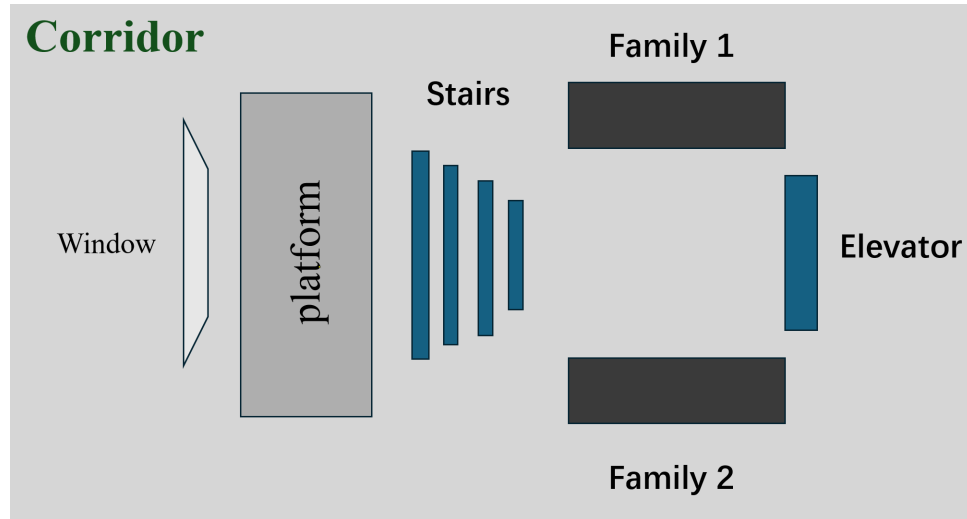 Corridor
Family 1
Stairs
Window
platform
Elevator
Family 2